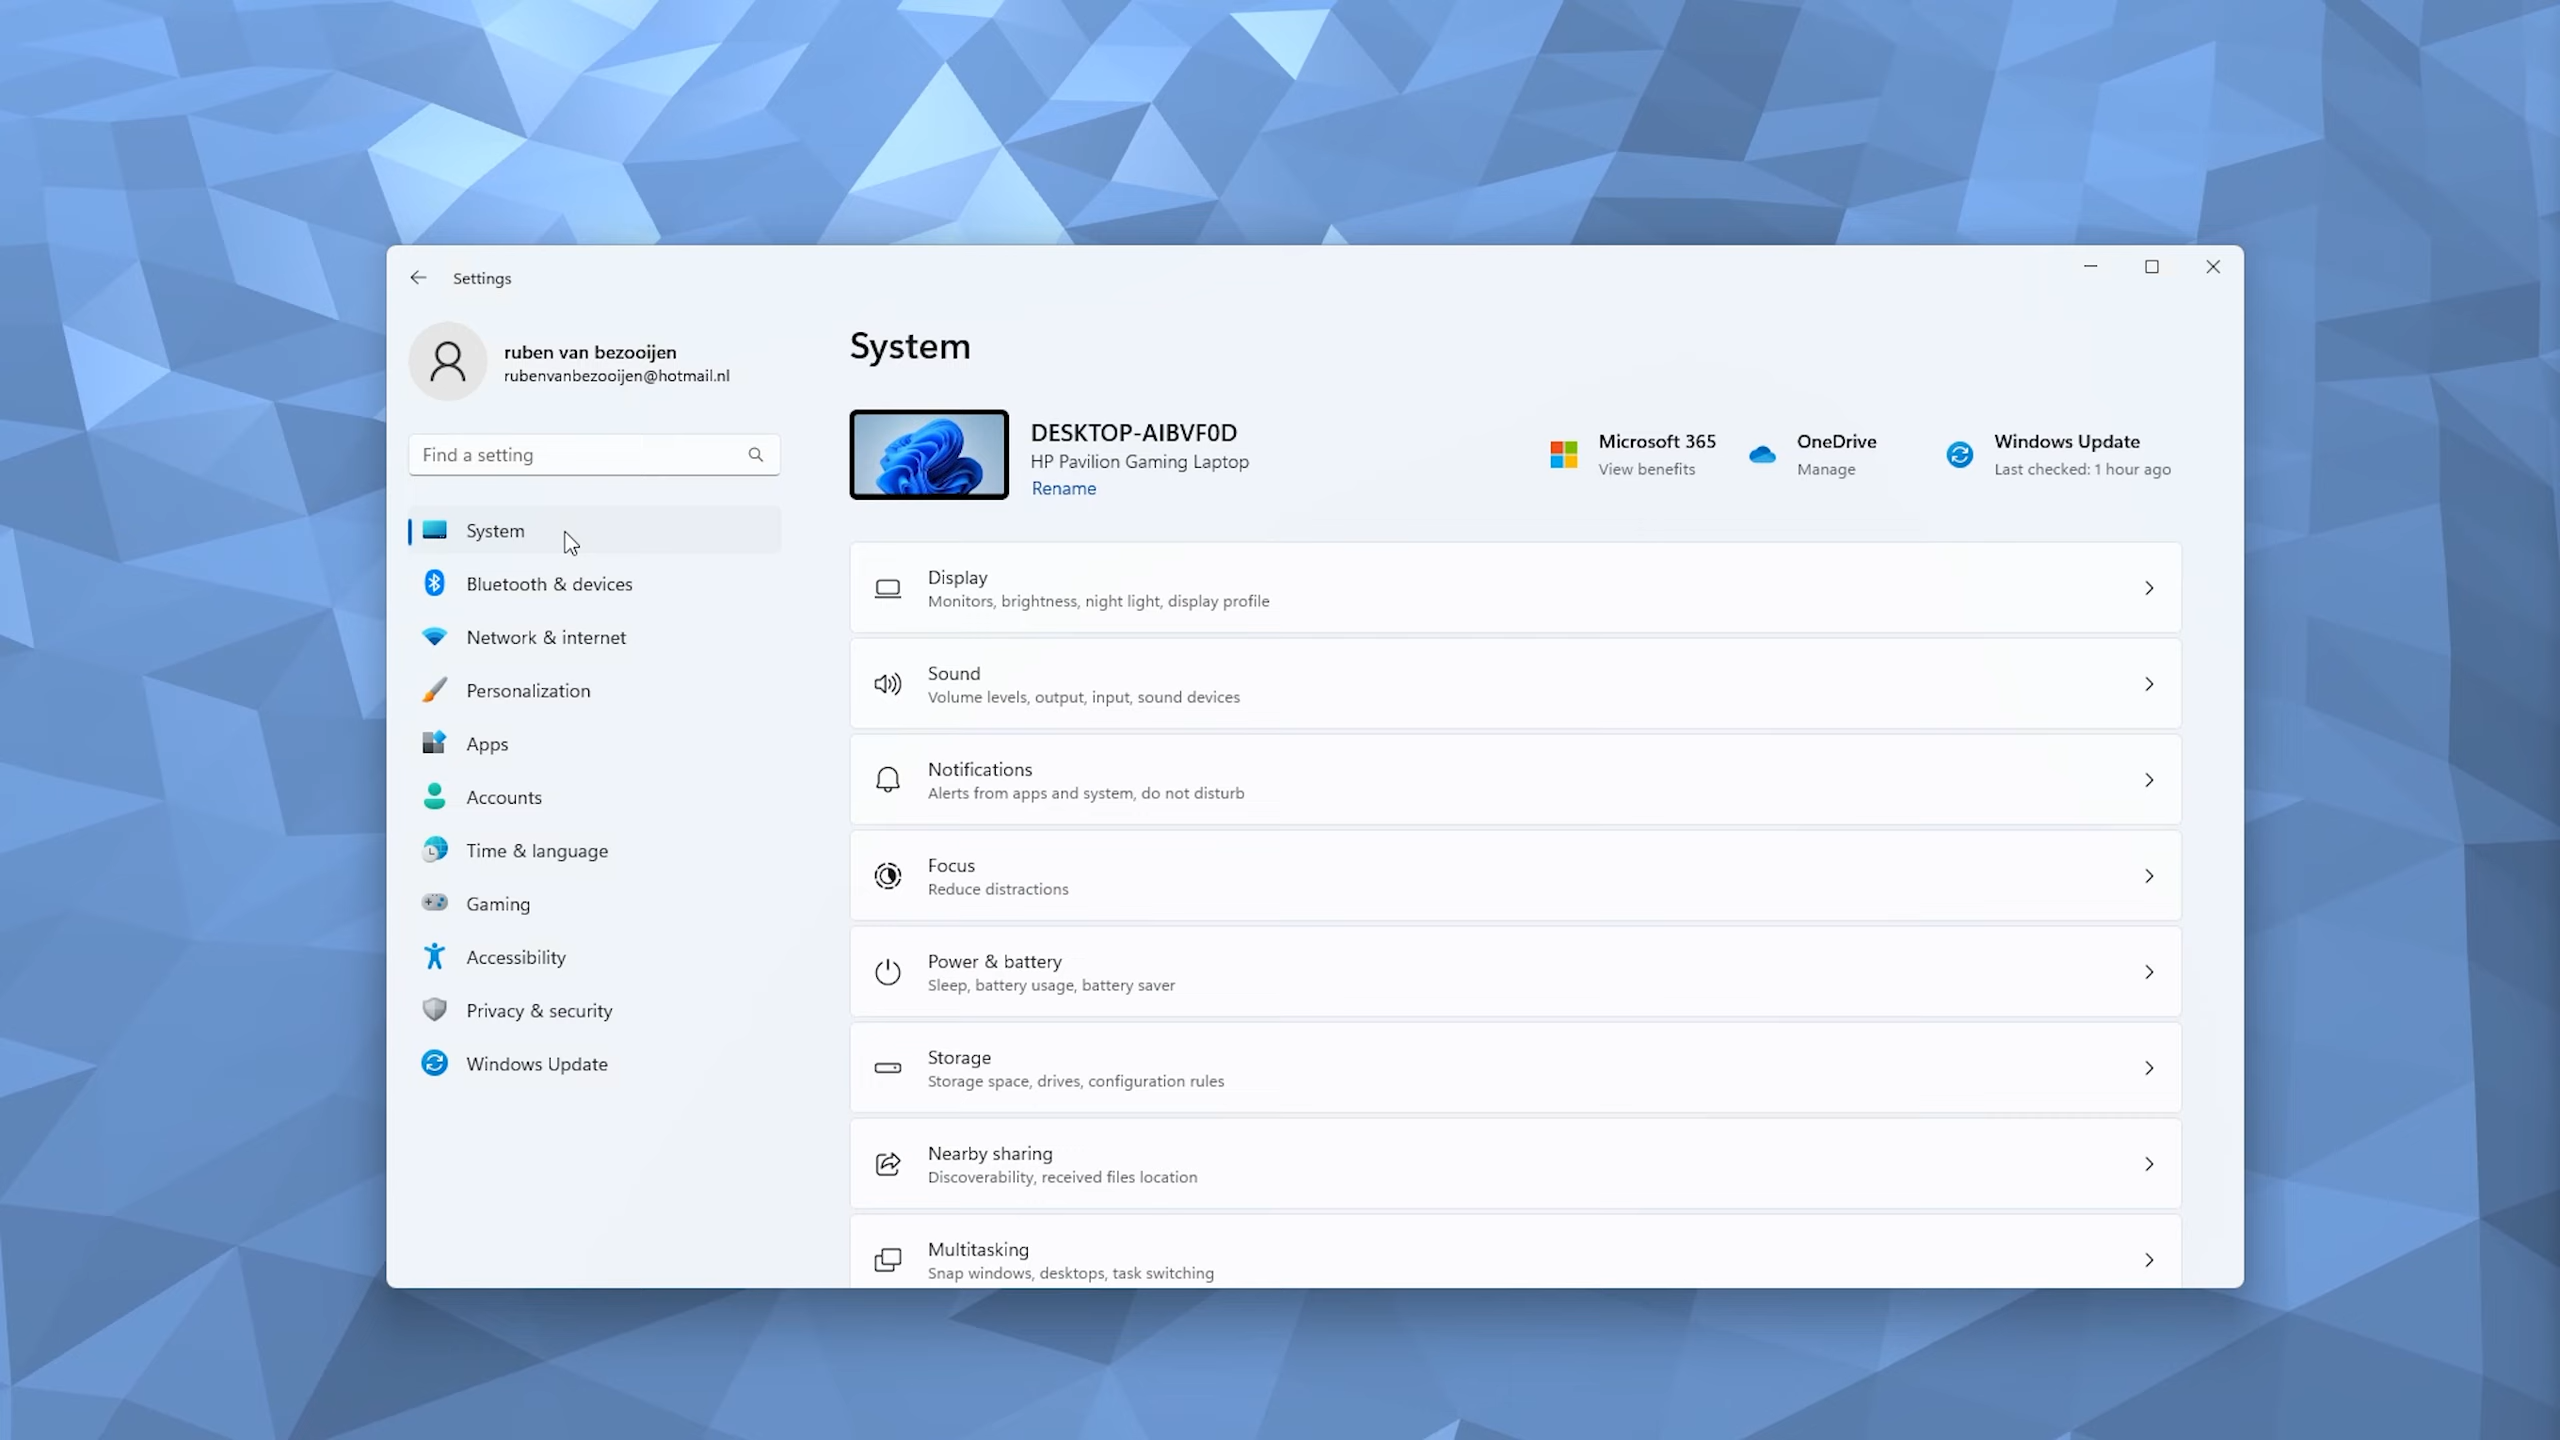 Settings
ruben van bezooijen
rubenvanbezooijen@hotmail.nl
Find a setting
System
Bluetooth & devices
Network & internet
Personalization
Apps
Accounts
Time & language
Gaming
Accessibility
Privacy & security
Windows Update
System
DESKTOP-AIBVF0D
HP Pavilion Gaming Laptop
Rename
Microsoft 365
View benefits
OneDrive
Manage
Windows Update
Last checked: 1 hour ago
Display
Monitors, brightness, night light, display profile
Sound
Volume levels, output, input, sound devices
Notifications
Alerts from apps and system, do not disturb
Focus
Reduce distractions
Power & battery
Sleep, battery usage, battery saver
Storage
Storage space, drives, configuration rules
Nearby sharing
Discoverability, received files location
Multitasking
Snap windows, desktops, task switching